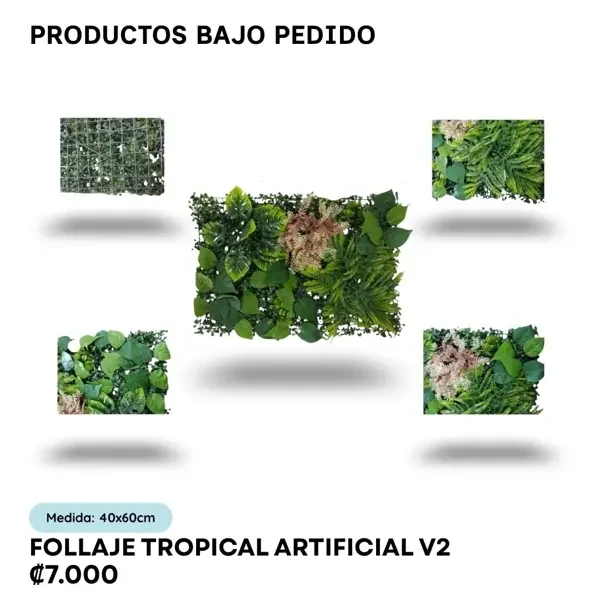 PRODUCTOS BAJO PEDIDO
Medida: 40x60cm
FOLLAJE TROPICAL ARTIFICIAL V2
₡7.000